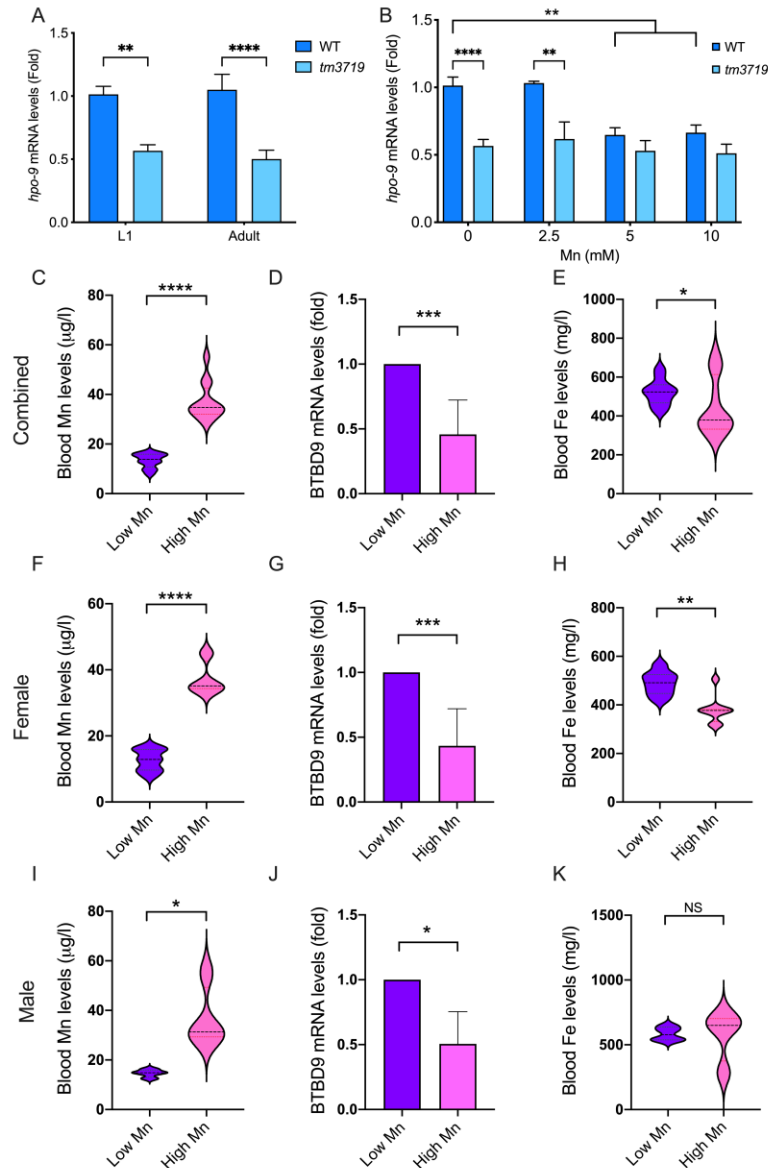 A
hpo-9 mRNA levels (Fold)
1.5
1.0
0.5
0.0
**
****
WT
tm3719
L1
Adult
B
hpo-9 mRNA levels (Fold)
1.5
1.0
0.5
0.0
**
****
**
WT
tm3719
0
2.5
5
10
Mn (mM)
Combined
C
Blood Mn levels (µg/l)
80
60
40
20
0
****
Low Mn
High Mn
D
BTBD9 mRNA levels (fold)
1.5
1.0
0.5
0.0
***
Low Mn
High Mn
E
Blood Fe levels (mg/l)
1000
800
600
400
200
0
*
Low Mn
High Mn
Female
F
Blood Mn levels (µg/l)
60
40
20
0
****
Low Mn
High Mn
G
BTBD9 mRNA levels (fold)
1.5
1.0
0.5
0.0
***
Low Mn
High Mn
H
Blood Fe levels (mg/l)
800
600
400
200
0
**
Low Mn
High Mn
Male
I
Blood Mn levels (µg/l)
80
60
40
20
0
*
Low Mn
High Mn
J
BTBD9 mRNA levels (fold)
1.5
1.0
0.5
0.0
*
Low Mn
High Mn
K
Blood Fe levels (mg/l)
1500
1000
500
0
NS
Low Mn
High Mn